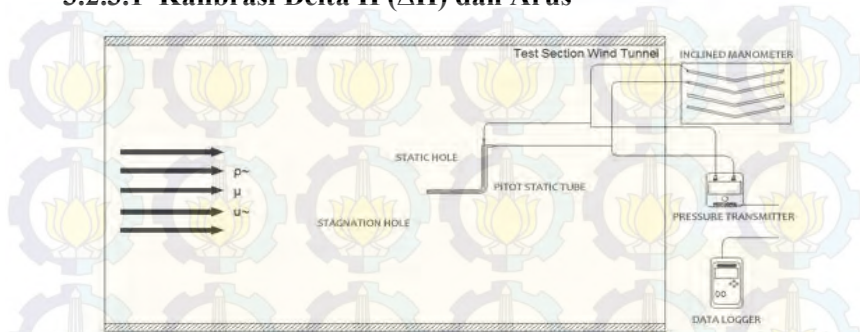 3.2.3.1 Kalibrasi Delta H (ΔH) dan Arus
Test Section Wind Tunnel
INCLINED MANOMETER
STATIC HOLE
ρ~
μ
u~
PITOT STATIC TUBE
STAGNATION HOLE
PRESSURE TRANSMITTER
DATA LOGGER